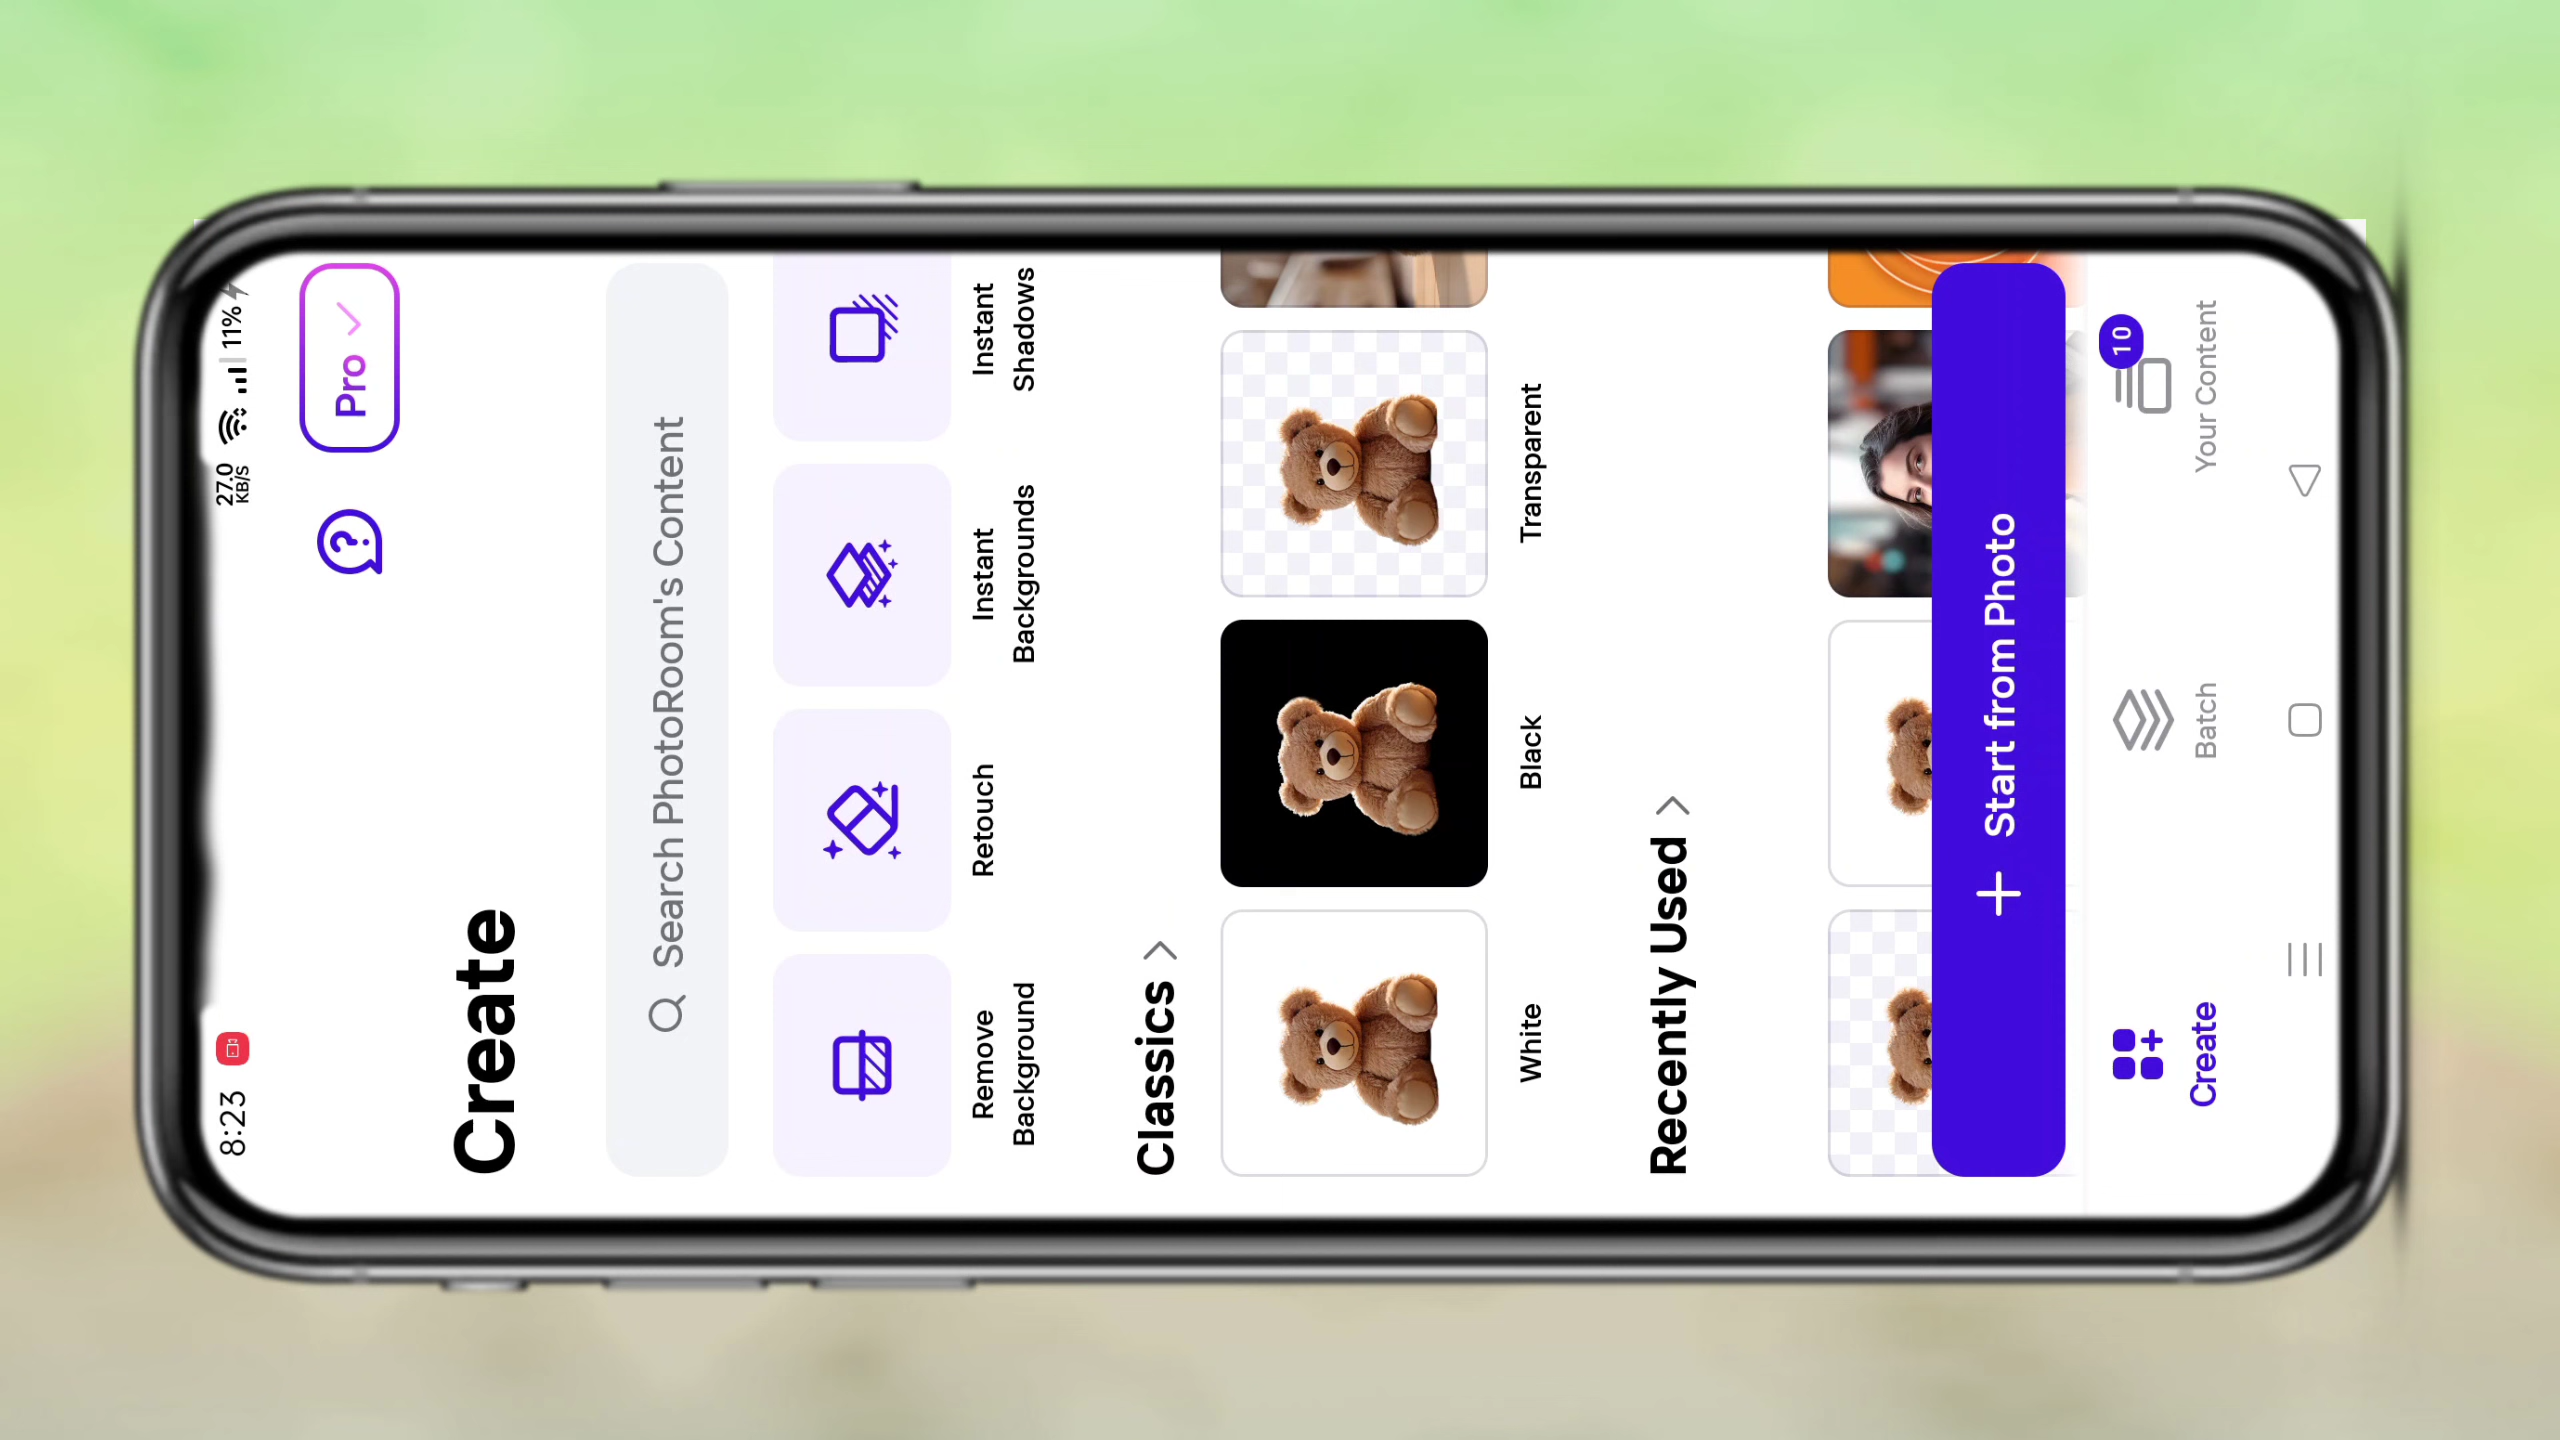 8:23
27.0
KB/S
11%
Pro
Create
Search PhotoRoom's Content
Remove
Background
Retouch
Instant
Backgrounds
Instant
Shadows
Classics
White
Black
Transparent
Recently Used
Start from Photo
Create
Batch
10
Your Content